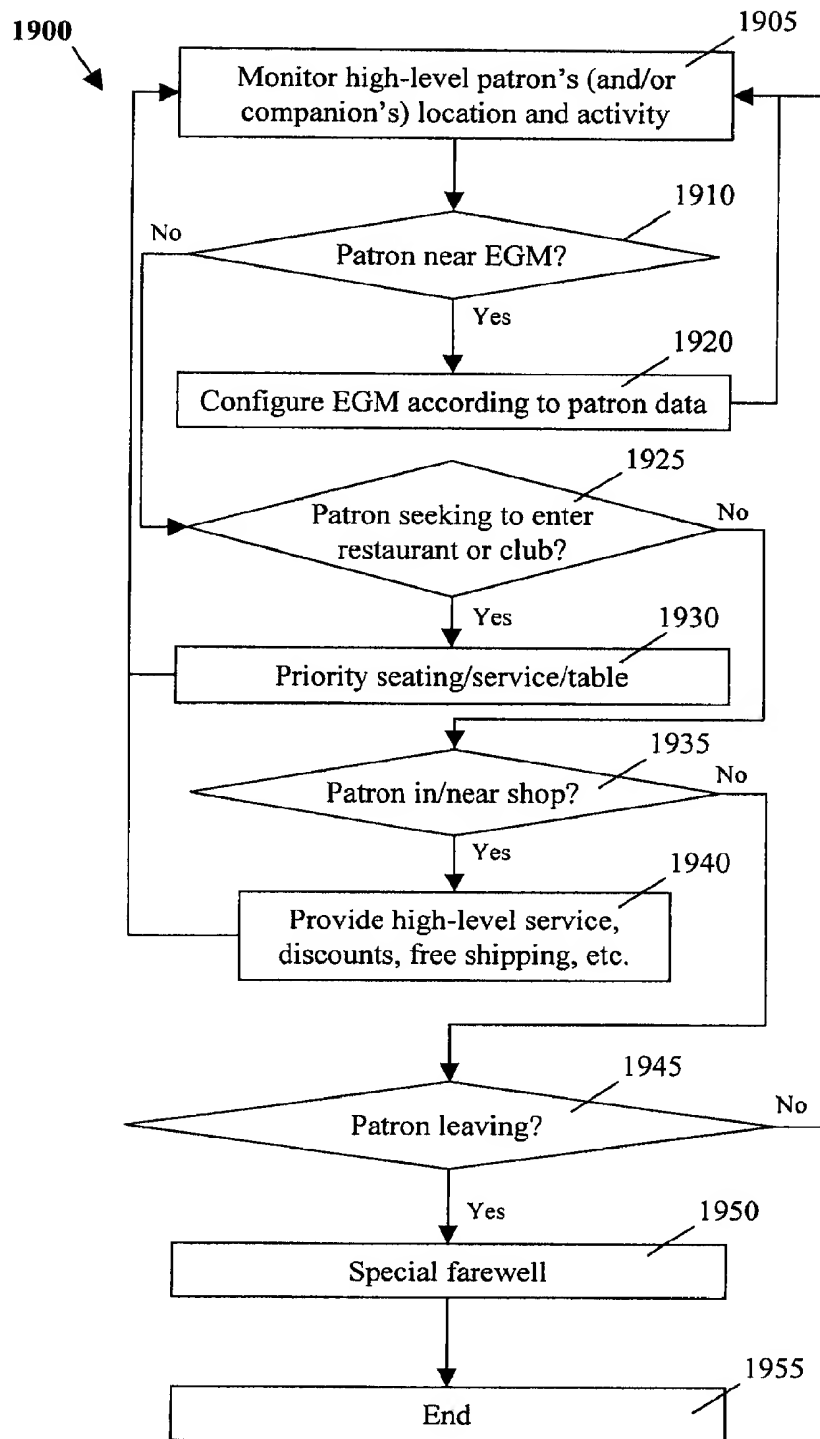 1900
1905
Monitor high-level patron's (and/or
companion's) location and activity
1910
No
Patron near EGM?
Yes
1920
Configure EGM according to patron data
1925
Patron seeking to enter
restaurant or club?
No
Yes
1930
Priority seating/service/table
1935
Patron in/near shop?
No
Yes
1940
Provide high-level service,
discounts, free shipping, etc.
1945
Patron leaving?
No
Yes
1950
Special farewell
1955
End